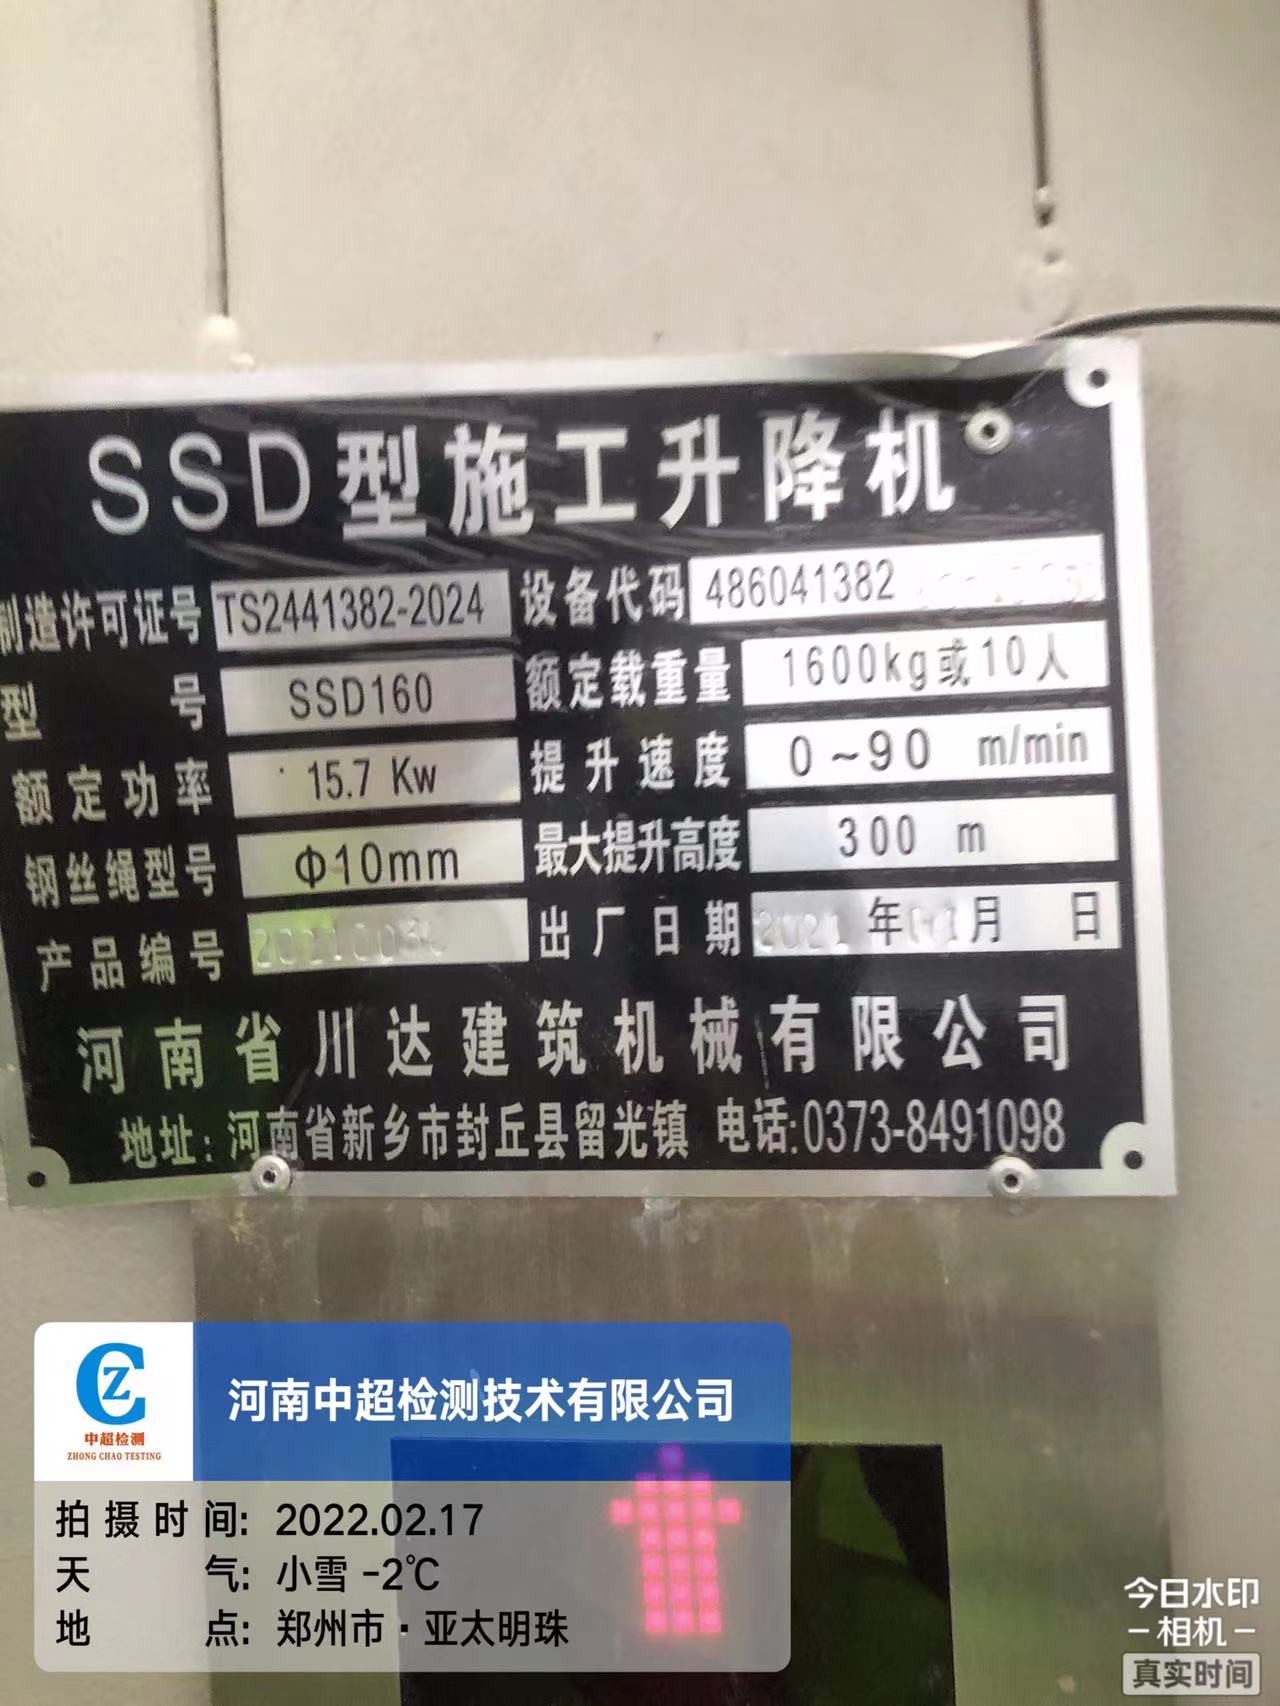 SSD型施工升降机
制造许可证号 TS2441382-2024 设备代码 486041382
型 号 SSD160 额定载重量 1600kg或10人
额定功率 15.7 Kw 提升速度 0~90 m/min
钢丝绳型号 Φ10mm 最大提升高度 300 m
产品编号 出厂日期 2021年 月 日
河南省川达建筑机械有限公司
地址:河南省新乡市封丘县留光镇 电话:0373-8491098
CZ
中超检测
ZHONG CHAO TESTING
河南中超检测技术有限公司
拍摄时间: 2022.02.17
天 气: 小雪 -2℃
地 点: 郑州市·亚太明珠
今日水印
-相机-
真实时间